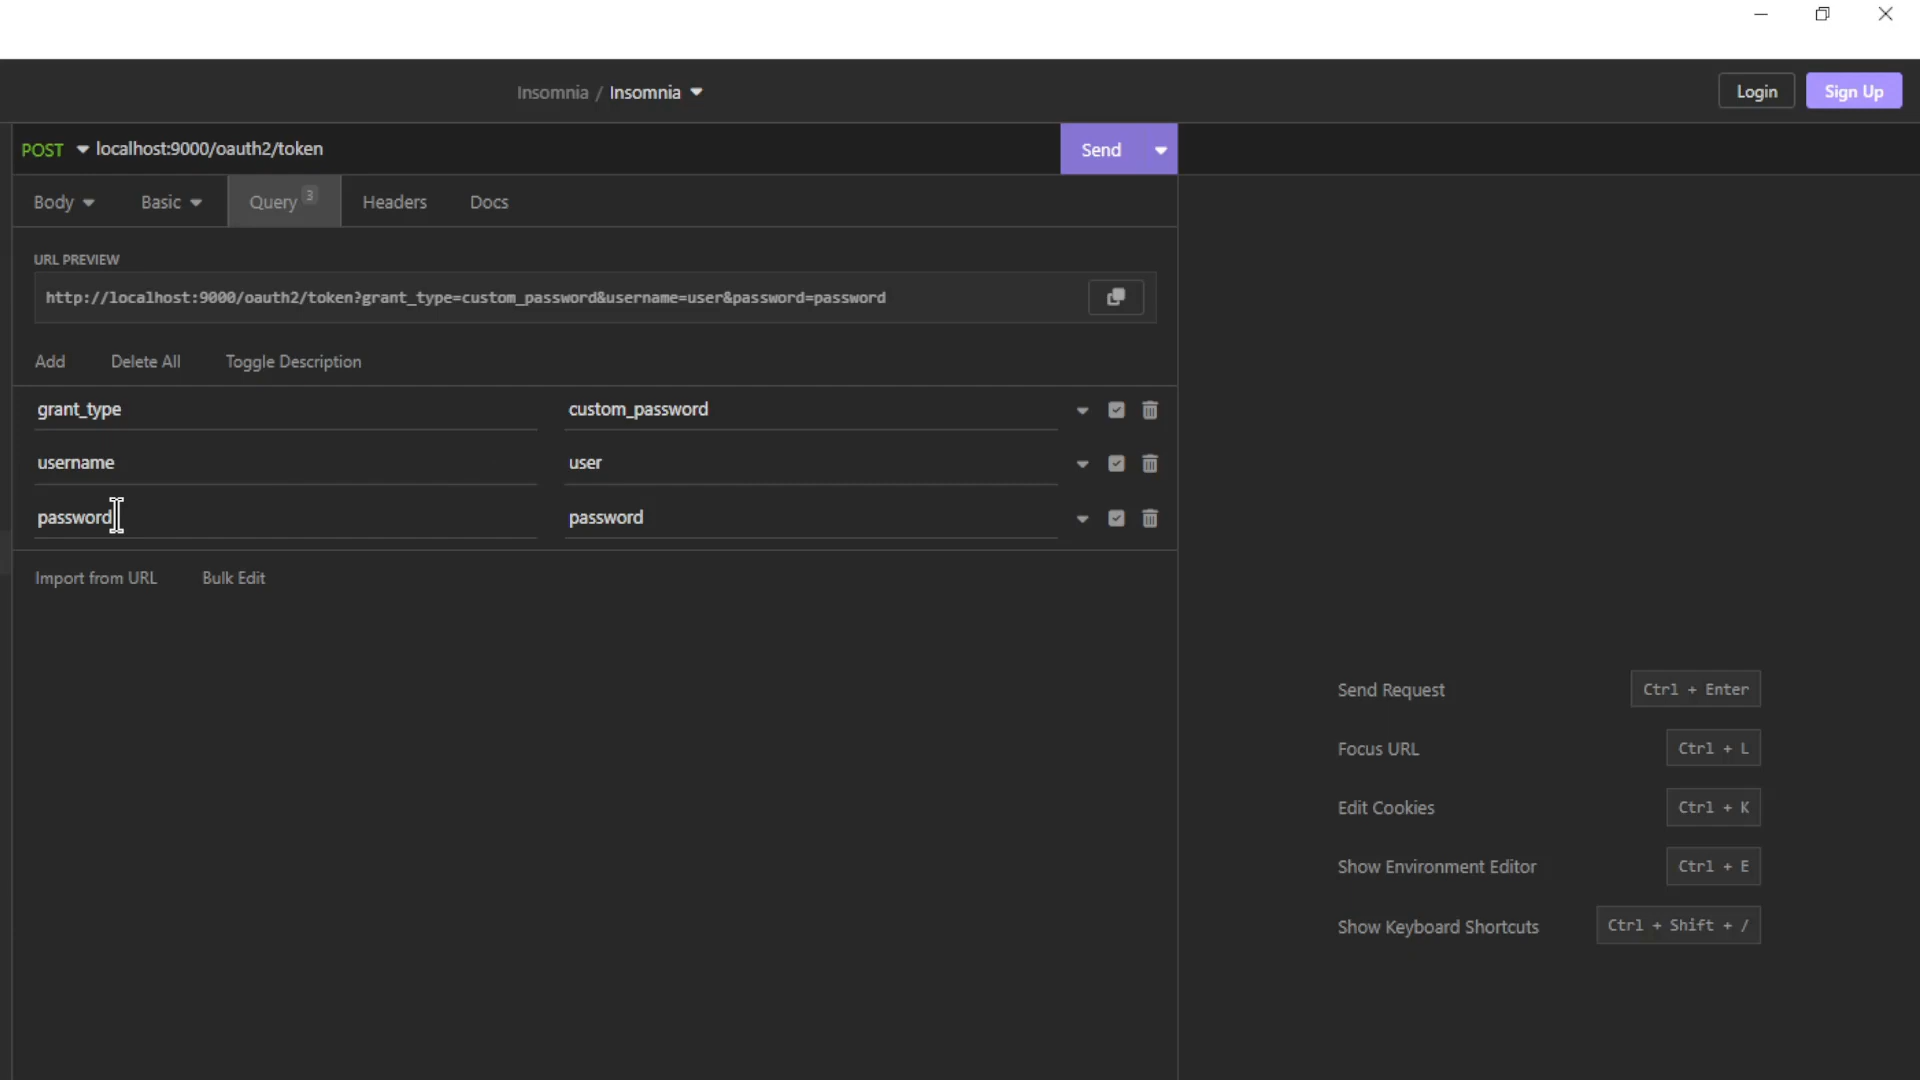 Insomnia / Insomnia
Login
Sign Up
POST localhost:9000/oauth2/token
Send
Body
Basic
Query 3
Headers
Docs
URL PREVIEW
http://localhost:9000/oauth2/token?grant_type=custom_password&username=user&password=password
Add
Delete All
Toggle Description
grant_type custom_password
username user
password password
Import from URL
Bulk Edit
Send Request Ctrl + Enter
Focus URL Ctrl + L
Edit Cookies Ctrl + K
Show Environment Editor Ctrl + E
Show Keyboard Shortcuts Ctrl + Shift + /